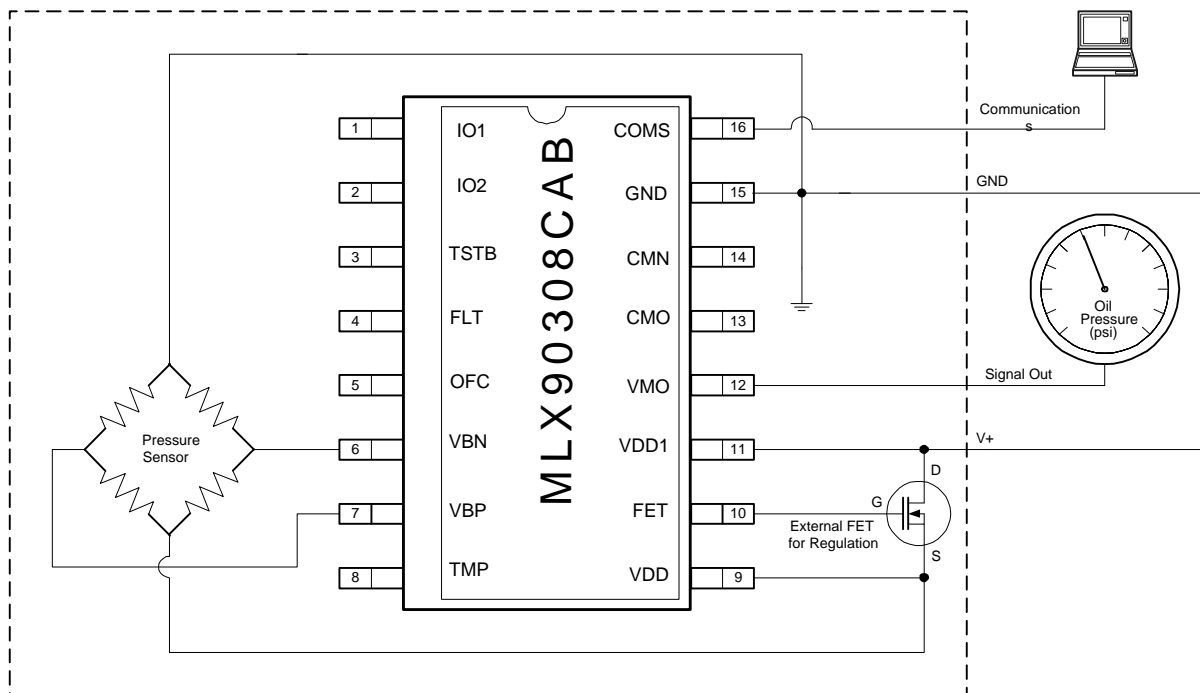 Communication
s
1
IO1
COMS
16
2
IO2
GND
15
GND
3
TSTB
CMN
14
4
FLT
CMO
13
Oil
Pressure
(psi)
5
OFC
VMO
12
Signal Out
Pressure
Sensor
6
VBN
VDD1
11
V+
D
7
VBP
FET
10
G
External FET
for Regulation
S
8
TMP
VDD
9
MLX90308CAB